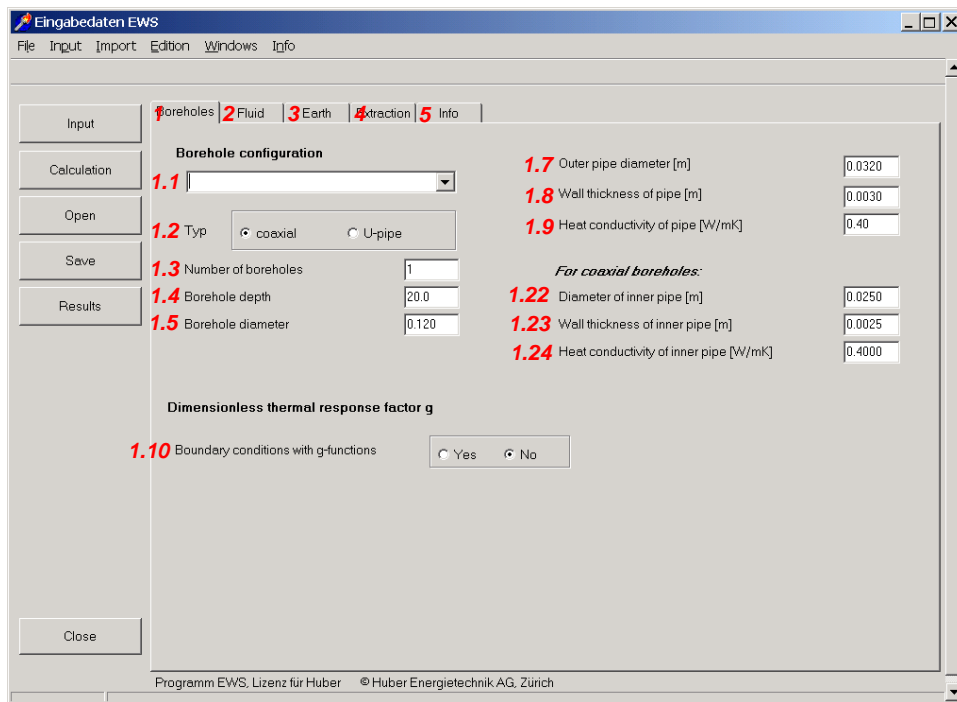 Eingabedaten EWS
File Input Import Edition Windows Info
Input
Calculation
Open
Save
Results
Close
1 Boreholes 2 Fluid 3 Earth 4 Extraction 5 Info
Borehole configuration
1.1
1.2 Typ coaxial U-pipe
1.3 Number of boreholes 1
1.4 Borehole depth 20.0
1.5 Borehole diameter 0.120
1.7 Outer pipe diameter [m] 0.0320
1.8 Wall thickness of pipe [m] 0.0030
1.9 Heat conductivity of pipe [W/mK] 0.40
For coaxial boreholes:
1.22 Diameter of inner pipe [m] 0.0250
1.23 Wall thickness of inner pipe [m] 0.0025
1.24 Heat conductivity of inner pipe [W/mK] 0.4000
Dimensionless thermal response factor g
1.10 Boundary conditions with g-functions Yes No
Programm EWS, Lizenz für Huber © Huber Energietechnik AG, Zürich